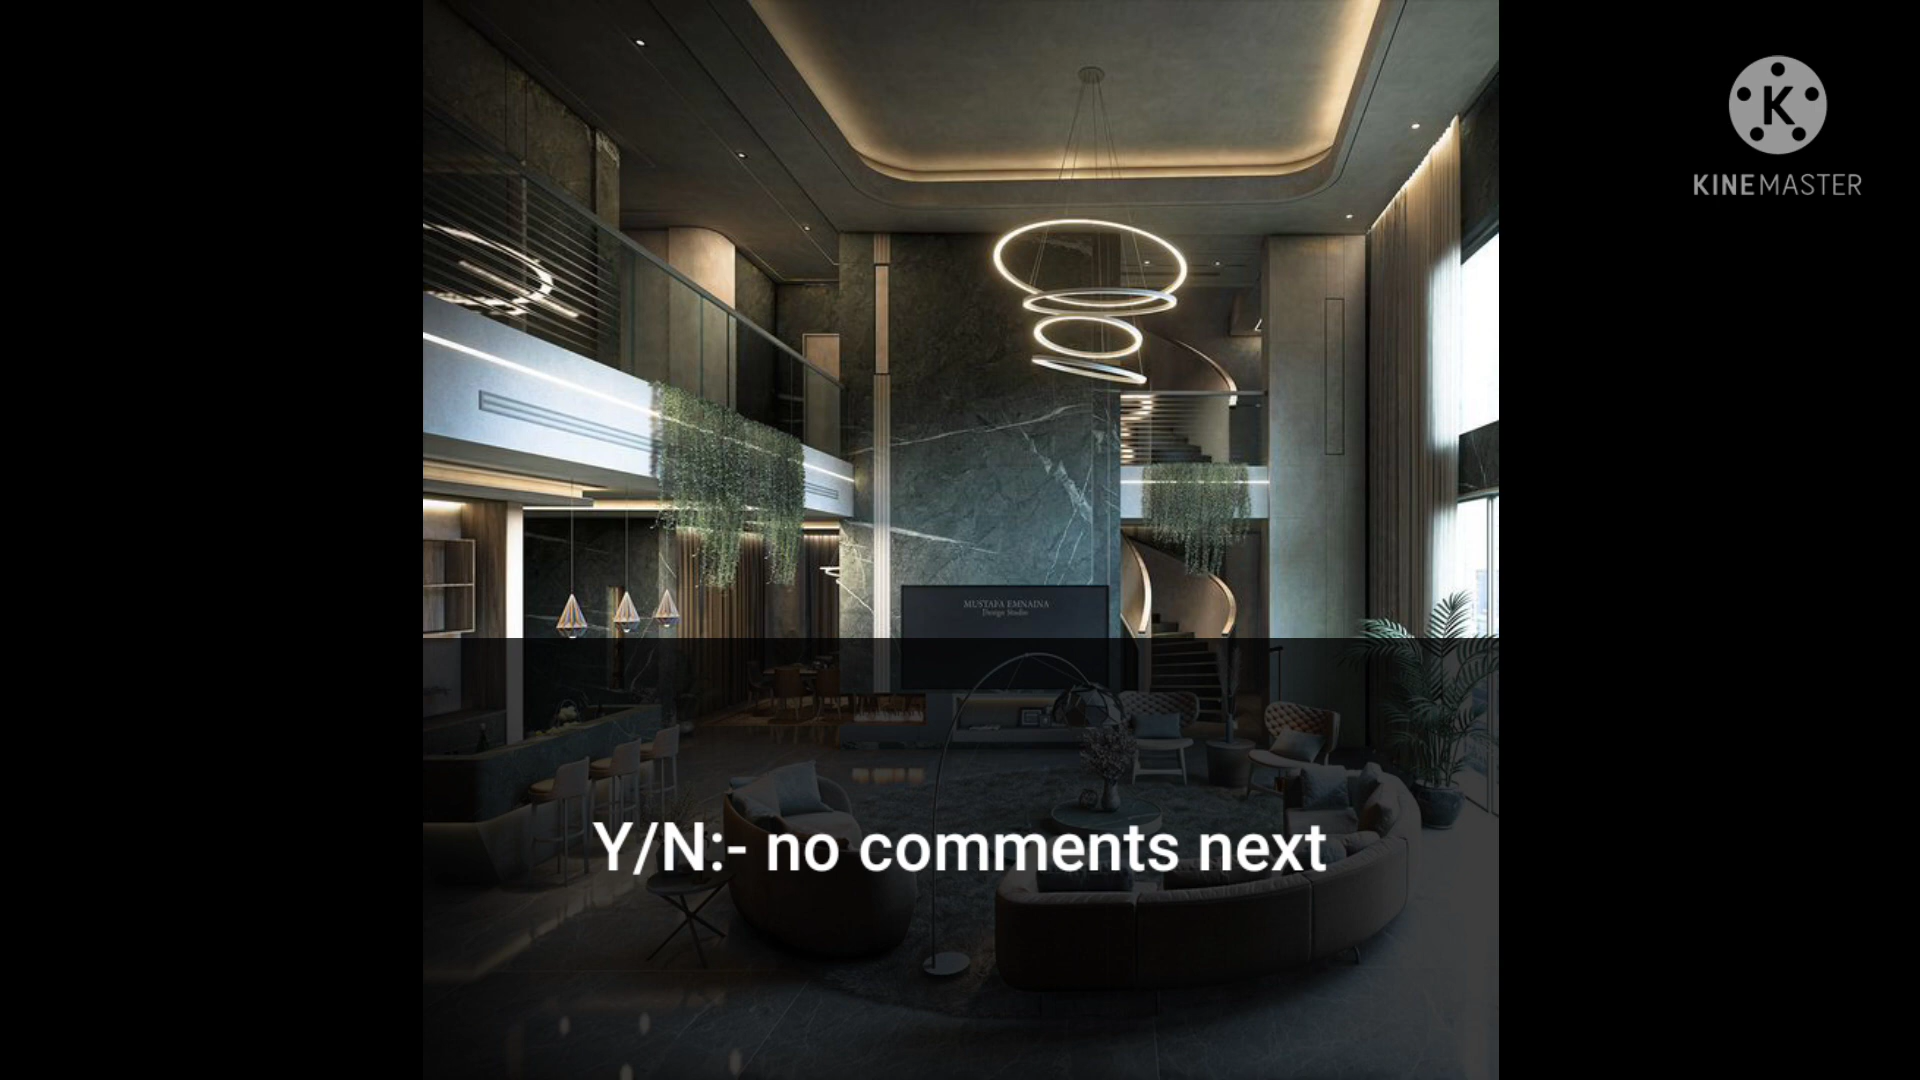 K
KINEMASTER
MUSTAFA EMNAINA
Design Studio
Y/N:- no comments next